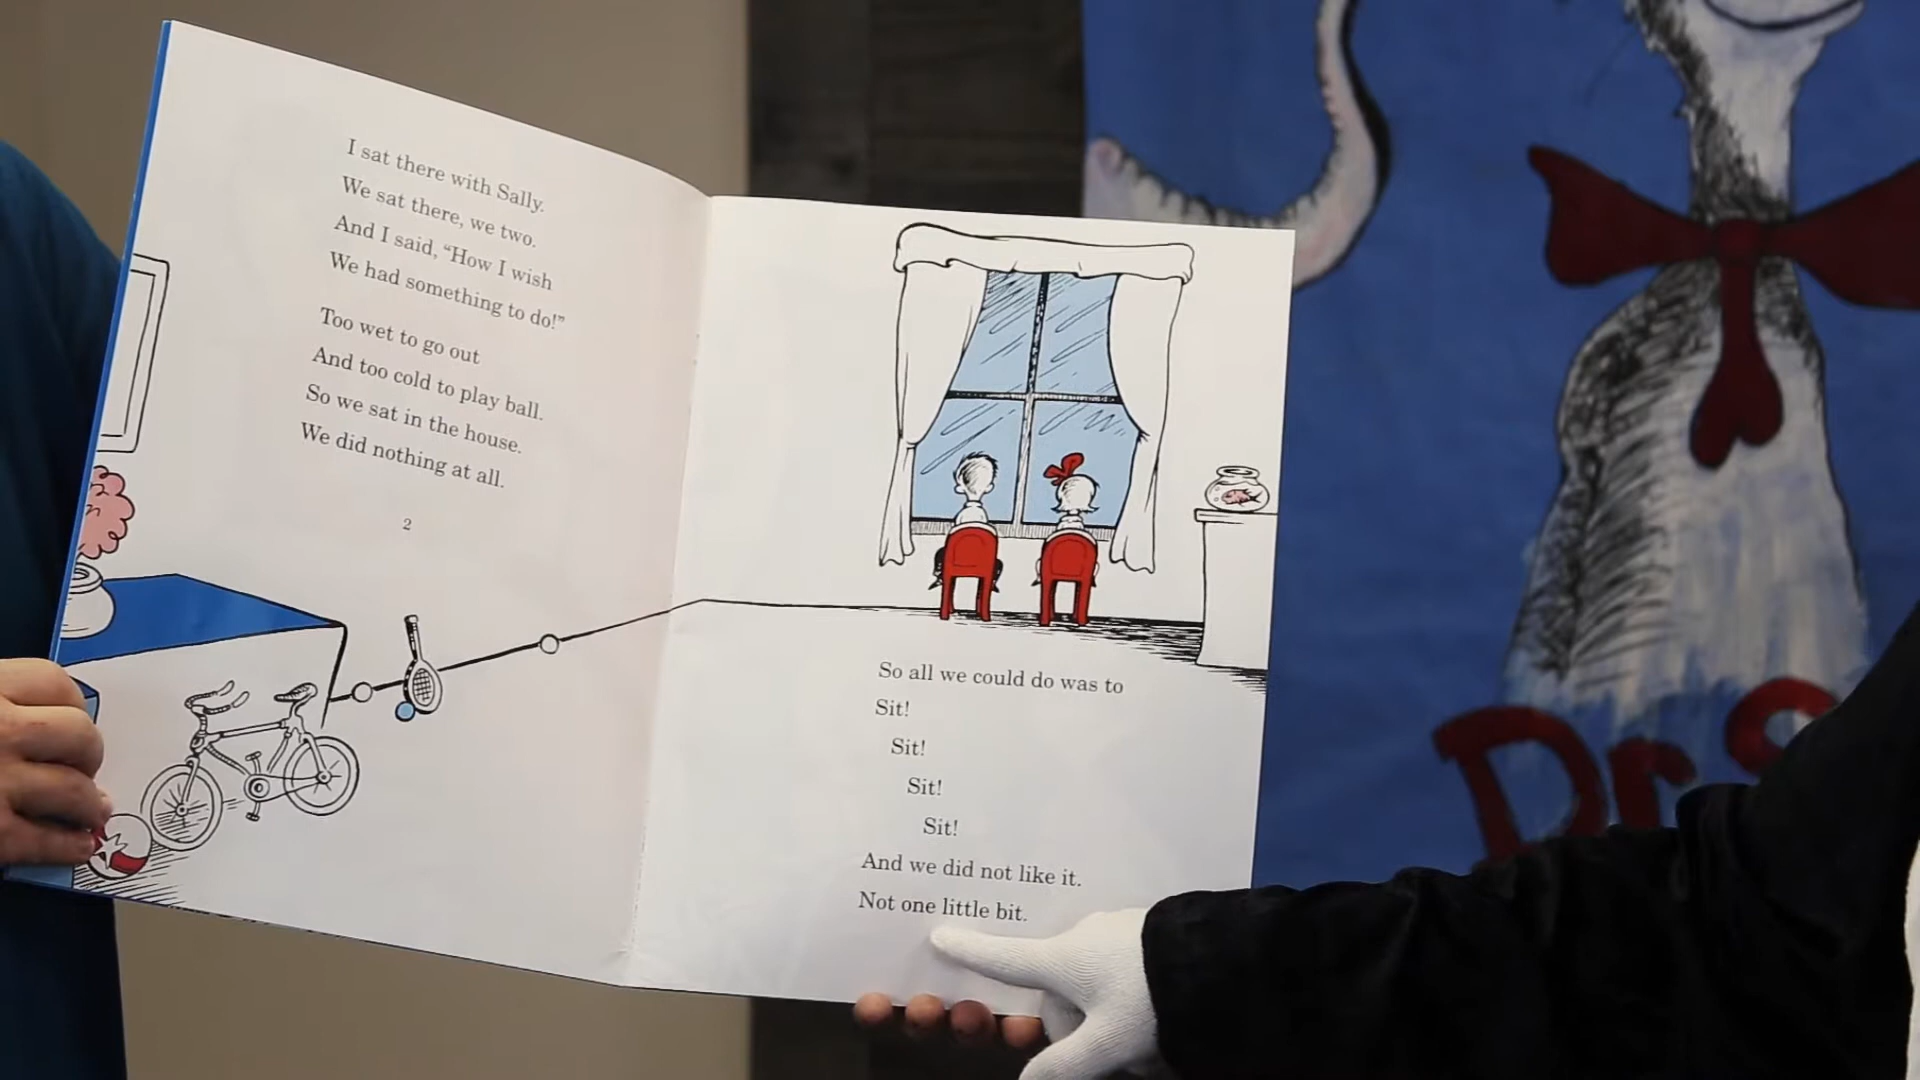 I sat there with Sally.
We sat there, we two.
And I said, "How I wish
We had something to do!"
Too wet to go out
And too cold to play ball.
So we sat in the house.
We did nothing at all.
2
So all we could do was to
Sit!
Sit!
Sit!
Sit!
And we did not like it.
Not one little bit.
Dr S